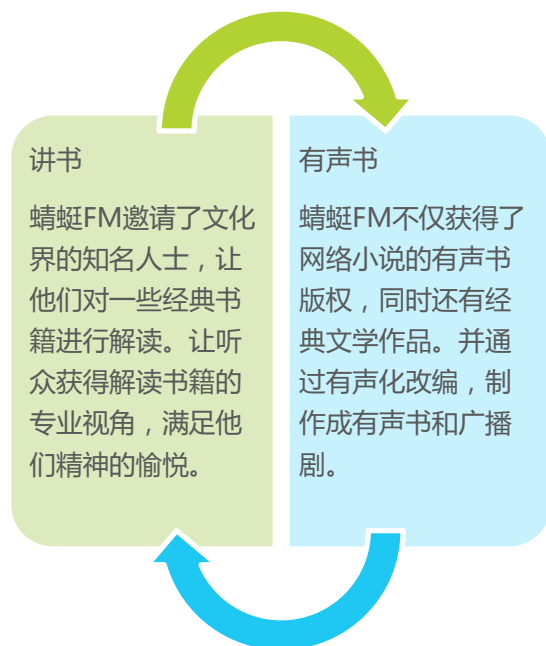 讲书
蜻蜓FM邀请了文化
界的知名人士，让
他们对一些经典书
籍进行解读。让听
众获得解读书籍的
专业视角，满足他
们精神的愉悦。
有声书
蜻蜓FM不仅获得了
网络小说的有声书
版权，同时还有经
典文学作品。并通
过有声化改编，制
作成有声书和广播
剧。